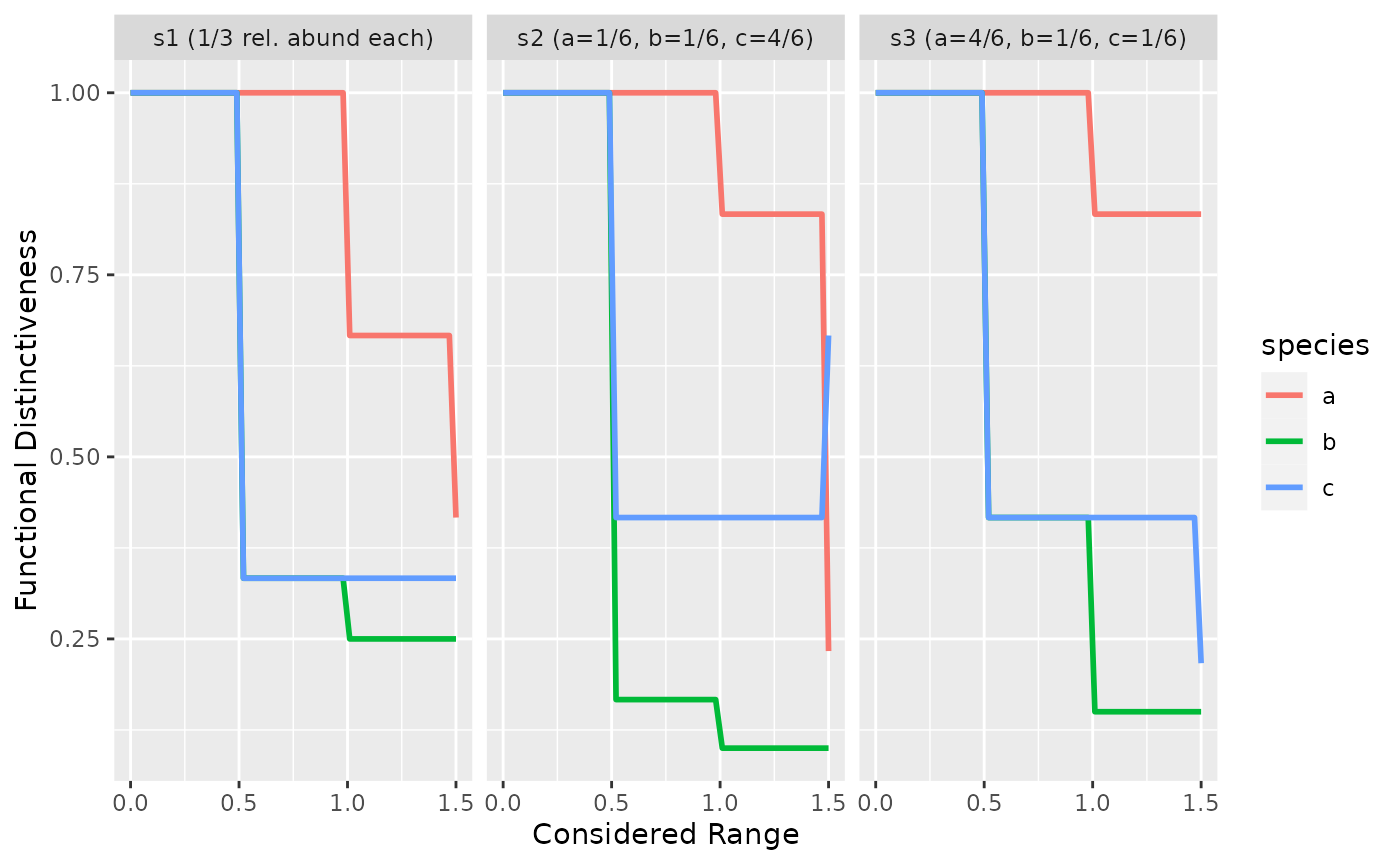 s1 (1/3 rel. abund each)
s2 (a=1/6, b=1/6, c=4/6)
s3 (a=4/6, b=1/6, c=1/6)
1.00
0.75
0.50
0.25
Functional Distinctiveness
0.0 0.5 1.0 1.5
0.0 0.5 1.0 1.5
0.0 0.5 1.0 1.5
Considered Range
species
a
b
c